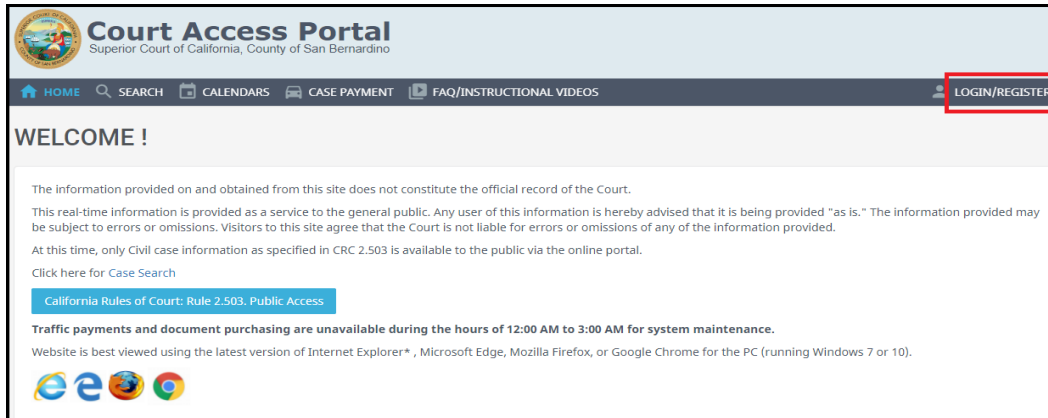 Court Access Portal
Superior Court of California, County of San Bernardino
HOME SEARCH CALENDARS CASE PAYMENT FAQ/INSTRUCTIONAL VIDEOS LOGIN/REGISTER
WELCOME !
The information provided on and obtained from this site does not constitute the official record of the Court.
This real-time information is provided as a service to the general public. Any user of this information is hereby advised that it is being provided "as is." The information provided may
be subject to errors or omissions. Visitors to this site agree that the Court is not liable for errors or omissions of any of the information provided.
At this time, only Civil case information as specified in CRC 2.503 is available to the public via the online portal.
Click here for Case Search
California Rules of Court: Rule 2.503. Public Access
Traffic payments and document purchasing are unavailable during the hours of 12:00 AM to 3:00 AM for system maintenance.
Website is best viewed using the latest version of Internet Explorer* , Microsoft Edge, Mozilla Firefox, or Google Chrome for the PC (running Windows 7 or 10).